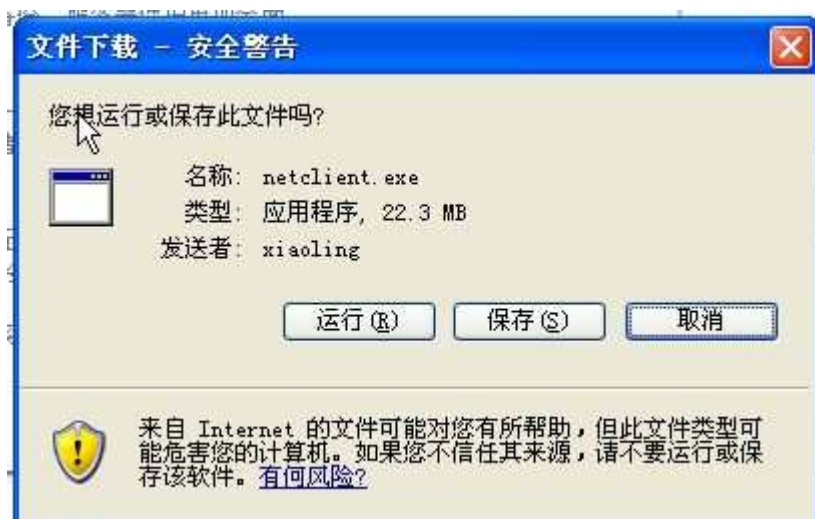 文件下载 - 安全警告
您想运行或保存此文件吗?
名称: netclient.exe
类型: 应用程序, 22.3 MB
发送者: xiaoling
运行(R) 保存(S) 取消
来自 Internet 的文件可能对您有所帮助，但此文件类型可
能危害您的计算机。如果您不信任其来源，请不要运行或保
存该软件。有何风险?